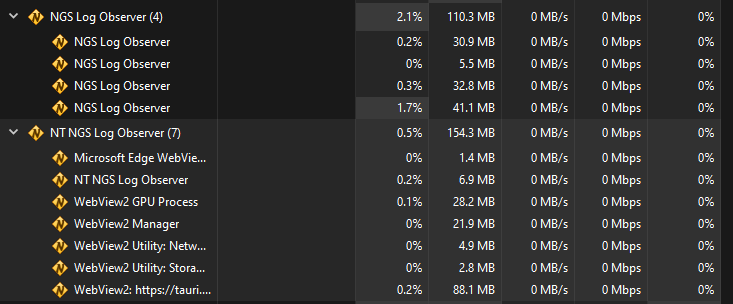 NGS Log Observer (4) 2.1% 110.3 MB 0 MB/s 0 Mbps 0%
NGS Log Observer 0.2% 30.9 MB 0 MB/s 0 Mbps 0%
NGS Log Observer 0% 5.5 MB 0 MB/s 0 Mbps 0%
NGS Log Observer 0.3% 32.8 MB 0 MB/s 0 Mbps 0%
NGS Log Observer 1.7% 41.1 MB 0 MB/s 0 Mbps 0%
NT NGS Log Observer (7) 0.5% 154.3 MB 0 MB/s 0 Mbps 0%
Microsoft Edge WebVie... 0% 1.4 MB 0 MB/s 0 Mbps 0%
NT NGS Log Observer 0.2% 6.9 MB 0 MB/s 0 Mbps 0%
WebView2 GPU Process 0.1% 28.2 MB 0 MB/s 0 Mbps 0%
WebView2 Manager 0% 21.9 MB 0 MB/s 0 Mbps 0%
WebView2 Utility: Netw... 0% 4.9 MB 0 MB/s 0 Mbps 0%
WebView2 Utility: Stora... 0% 2.8 MB 0 MB/s 0 Mbps 0%
WebView2: https://tauri.... 0.2% 88.1 MB 0 MB/s 0 Mbps 0%